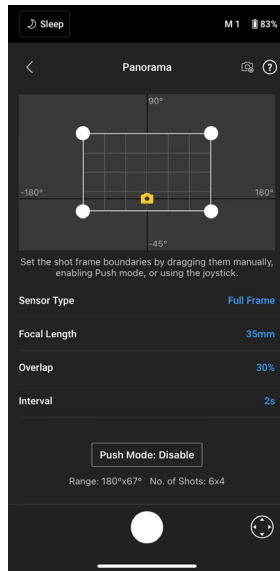 Sleep
M 1 83%
Panorama
?
90°
-180° 180°
-45°
Set the shot frame boundaries by dragging them manually,
enabling Push mode, or using the joystick.
Sensor Type Full Frame
Focal Length 35mm
Overlap 30%
Interval 2s
Push Mode: Disable
Range: 180°x67° No. of Shots: 6x4